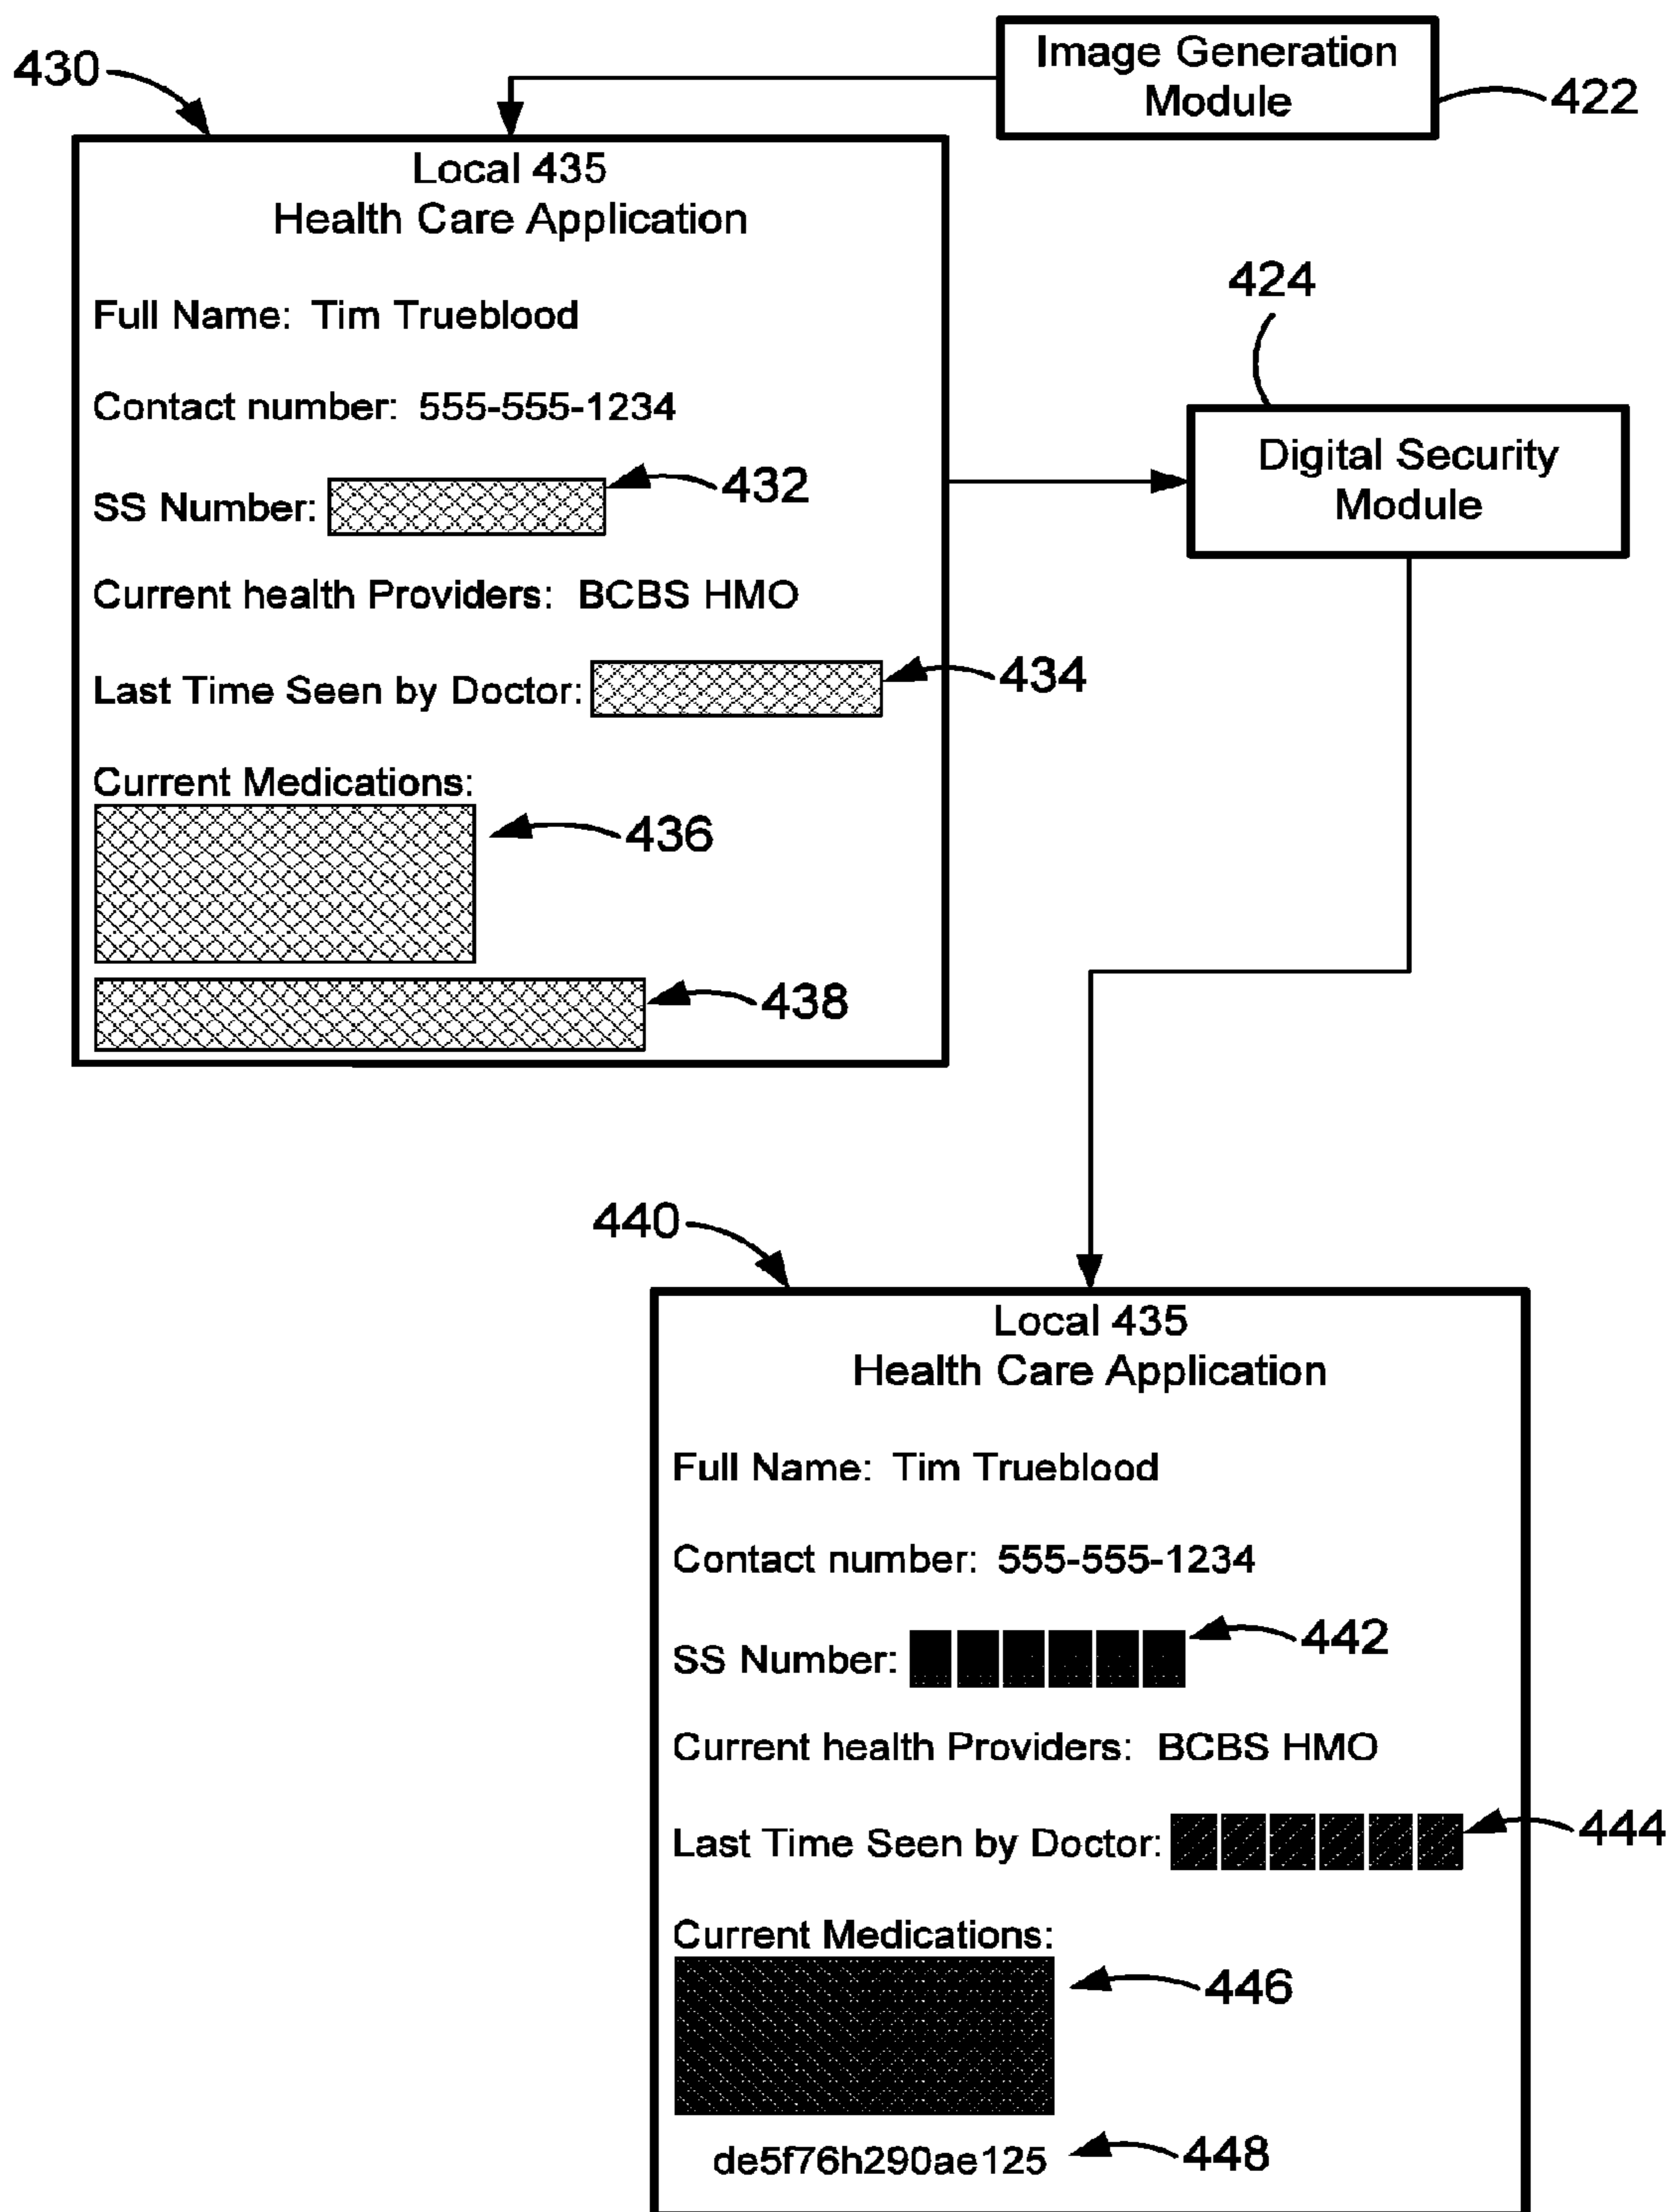 Image Generation
Module
422
430
Local 435
Health Care Application
Full Name: Tim Trueblood
Contact number: 555-555-1234
SS Number:
432
Current health Providers: BCBS HMO
Last Time Seen by Doctor:
434
Current Medications:
436
438
424
Digital Security
Module
440
Local 435
Health Care Application
Full Name: Tim Trueblood
Contact number: 555-555-1234
SS Number:
442
Current health Providers: BCBS HMO
Last Time Seen by Doctor:
444
Current Medications:
446
de5f76h290ae125
448